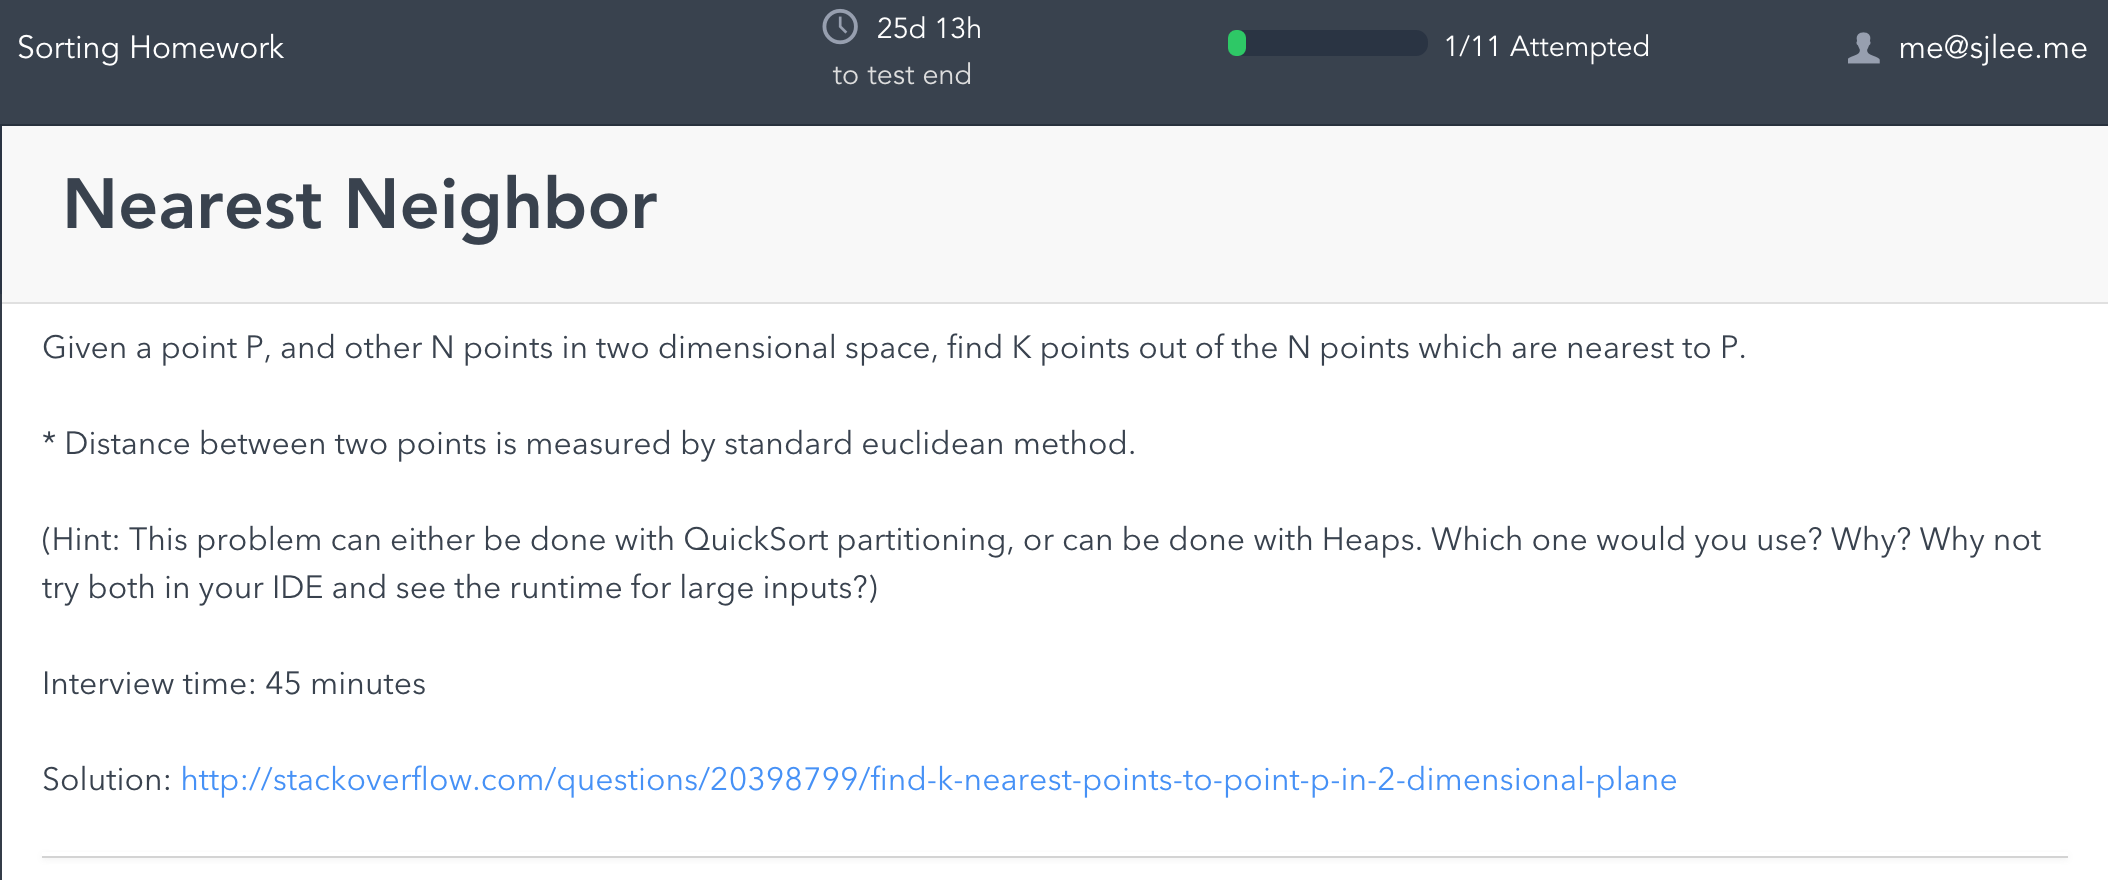 Sorting Homework
25d 13h
to test end
1/11 Attempted
me@sjlee.me
Nearest Neighbor
Given a point P, and other N points in two dimensional space, find K points out of the N points which are nearest to P.
* Distance between two points is measured by standard euclidean method.
(Hint: This problem can either be done with QuickSort partitioning, or can be done with Heaps. Which one would you use? Why? Why not
try both in your IDE and see the runtime for large inputs?)
Interview time: 45 minutes
Solution: http://stackoverflow.com/questions/20398799/find-k-nearest-points-to-point-p-in-2-dimensional-plane